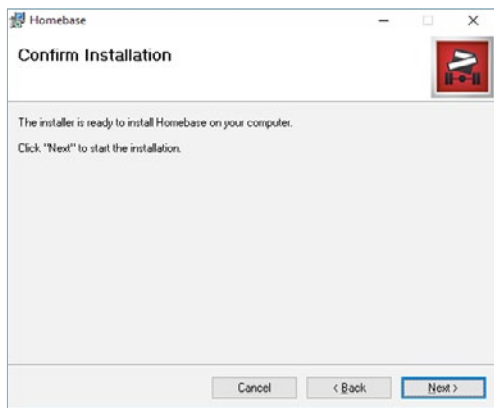 Homebase
Confirm Installation
The installer is ready to install Homebase on your computer.
Click "Next" to start the installation.
Cancel
< Back
Next >